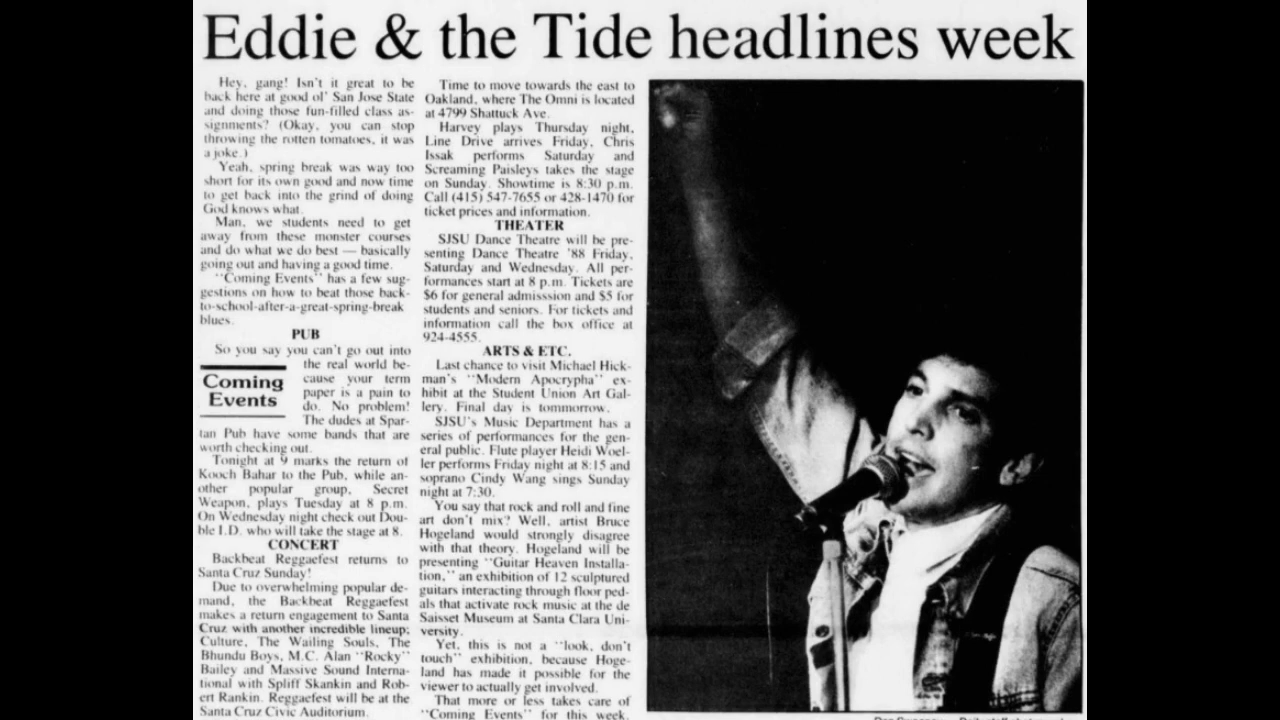 Eddie & the Tide headlines week
Hey, gang! Isn't it great to be
back here at good ol' San Jose State
and doing those fun-filled class as-
signments? (Okay, you can stop
throwing the rotten tomatoes, it was
a joke.)
Yeah, spring break was way too
short for its own good and now time
to get back into the grind of doing
God knows what.
Man, we students need to get
away from these monster courses
and do what we do best — basically
going out and having a good time.
"Coming Events" has a few sug-
gestions on how to beat those back-
to-school-after-a-great-spring-break
blues.
PUB
So you say you can't go out into
the real world be-
cause your term
paper is a pain to
do. No problem!
The dudes at Spar-
Coming
Events
tan Pub have some bands that are
worth checking out.
Tonight at 9 marks the return of
Kooch Bahar to the Pub, while an-
other popular group, Secret
Weapon, plays Tuesday at 8 p.m.
On Wednesday night check out Dou-
ble I.D. who will take the stage at 8.
CONCERT
Backbeat Reggaefest returns to
Santa Cruz Sunday!
Due to overwhelming popular de-
mand, the Backbeat Reggaefest
makes a return engagement to Santa
Cruz with another incredible lineup;
Culture, The Wailing Souls, The
Bhundu Boys, M.C. Alan "Rocky"
Bailey and Massive Sound Interna-
tional with Spliff Skankin and Rob-
ert Rankin. Reggaefest will be at the
Santa Cruz Civic Auditorium.
Time to move towards the east to
Oakland, where The Omni is located
at 4799 Shattuck Ave.
Harvey plays Thursday night,
Line Drive arrives Friday, Chris
Issak performs Saturday and
Screaming Paisleys takes the stage
on Sunday. Showtime is 8:30 p.m.
Call (415) 547-7655 or 428-1470 for
ticket prices and information.
THEATER
SJSU Dance Theatre will be pre-
senting Dance Theatre '88 Friday,
Saturday and Wednesday. All per-
formances start at 8 p.m. Tickets are
$6 for general admisssion and $5 for
students and seniors. For tickets and
information call the box office at
924-4555.
ARTS & ETC.
Last chance to visit Michael Hick-
man's "Modern Apocrypha" ex-
hibit at the Student Union Art Gal-
lery. Final day is tommorrow.
SJSU's Music Department has a
series of performances for the gen-
eral public. Flute player Heidi Woel-
ler performs Friday night at 8:15 and
soprano Cindy Wang sings Sunday
night at 7:30.
You say that rock and roll and fine
art don't mix? Well, artist Bruce
Hogeland would strongly disagree
with that theory. Hogeland will be
presenting "Guitar Heaven Installa-
tion," an exhibition of 12 sculptured
guitars interacting through floor ped-
als that activate rock music at the de
Saisset Museum at Santa Clara Uni-
versity.
Yet, this is not a "look, don't
touch" exhibition, because Hoge-
land has made it possible for the
viewer to actually get involved.
That more or less takes care of
"Coming Events" for this week.